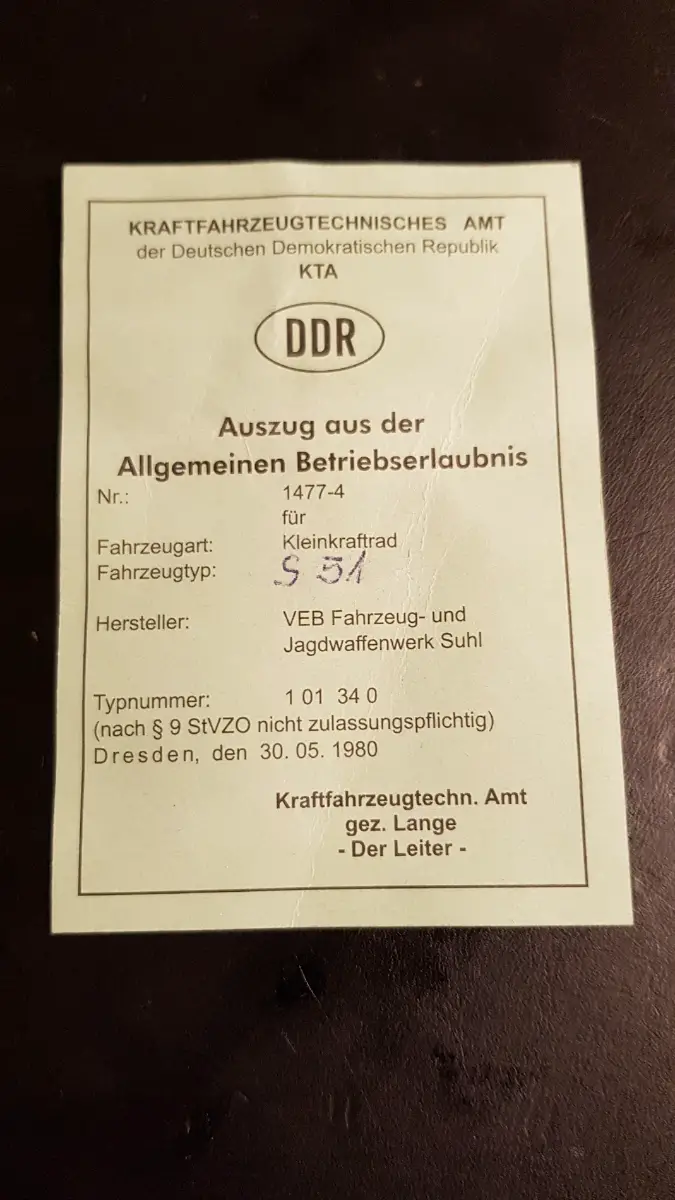 KRAFTFAHRZEUGTECHNISCHES AMT
der Deutschen Demokratischen Republik
KTA
DDR
Auszug aus der
Allgemeinen Betriebserlaubnis
Nr.: 1477-4
für
Fahrzeugart: Kleinkraftrad
Fahrzeugtyp: S 51
Hersteller: VEB Fahrzeug- und
Jagdwaffenwerk Suhl
Typnummer: 1 01 34 0
(nach § 9 StVZO nicht zulassungspflichtig)
Dresden, den 30. 05. 1980
Kraftfahrzeugtechn. Amt
gez. Lange
- Der Leiter -